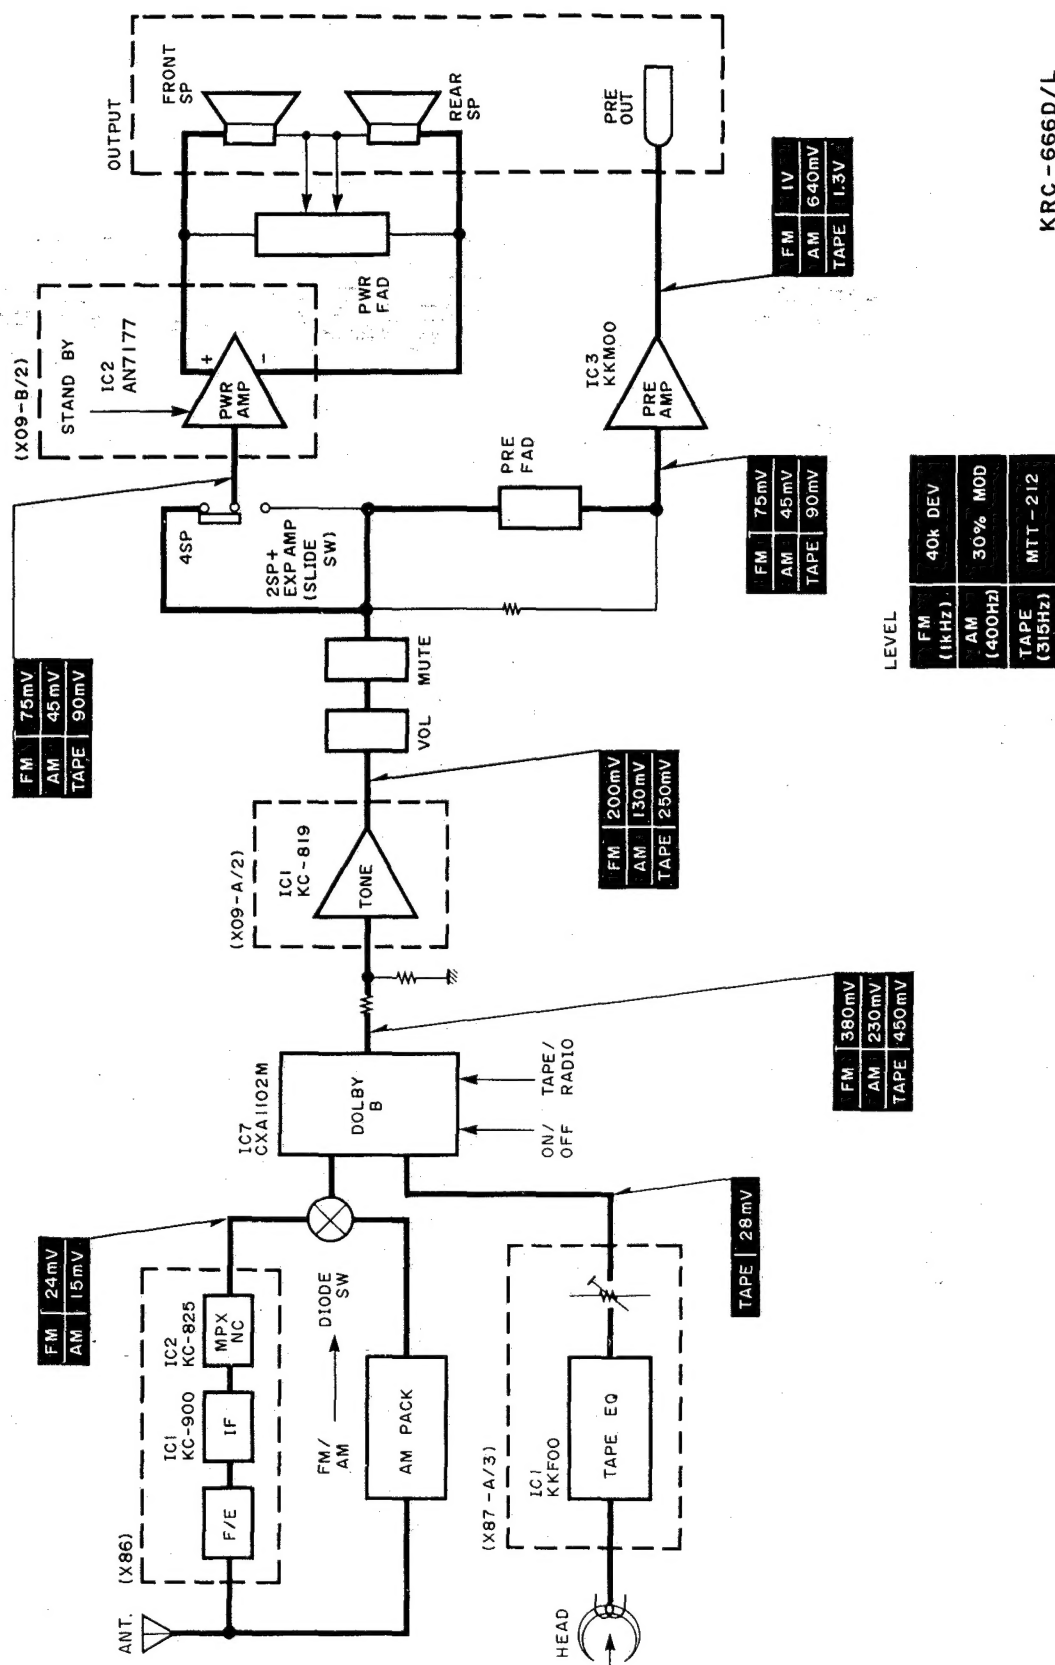 ANT.
(X86)
F/E
IC1
KC-900
IF
IC2
KC-825
MPX
NC
FM 24mV
AM 15mV
FM/
AM
DIODE
SW
AM PACK
HEAD
(X87-A/3)
IC1
KKF00
TAPE EQ
TAPE 28mV
IC7
CXA1102M
DOLBY
B
ON/
OFF
TAPE/
RADIO
FM 380mV
AM 230mV
TAPE 450mV
(X09-A/2)
IC1
KC-819
TONE
FM 200mV
AM 130mV
TAPE 250mV
VOL
MUTE
FM 75mV
AM 45mV
TAPE 90mV
4SP
2SP+
EXP AMP
(SLIDE
SW)
(X09-B/2)
STAND BY
IC2
AN7177
PWR
AMP
+
-
PWR
FAD
OUTPUT
FRONT
SP
REAR
SP
PRE
FAD
FM 75mV
AM 45mV
TAPE 90mV
IC3
KKM00
PRE
AMP
FM 1V
AM 640mV
TAPE 1.3V
PRE
OUT
LEVEL
FM
(1kHz) 40k DEV
AM
(400Hz) 30% MOD
TAPE
(315Hz) MTT-212
KRC-666D/L